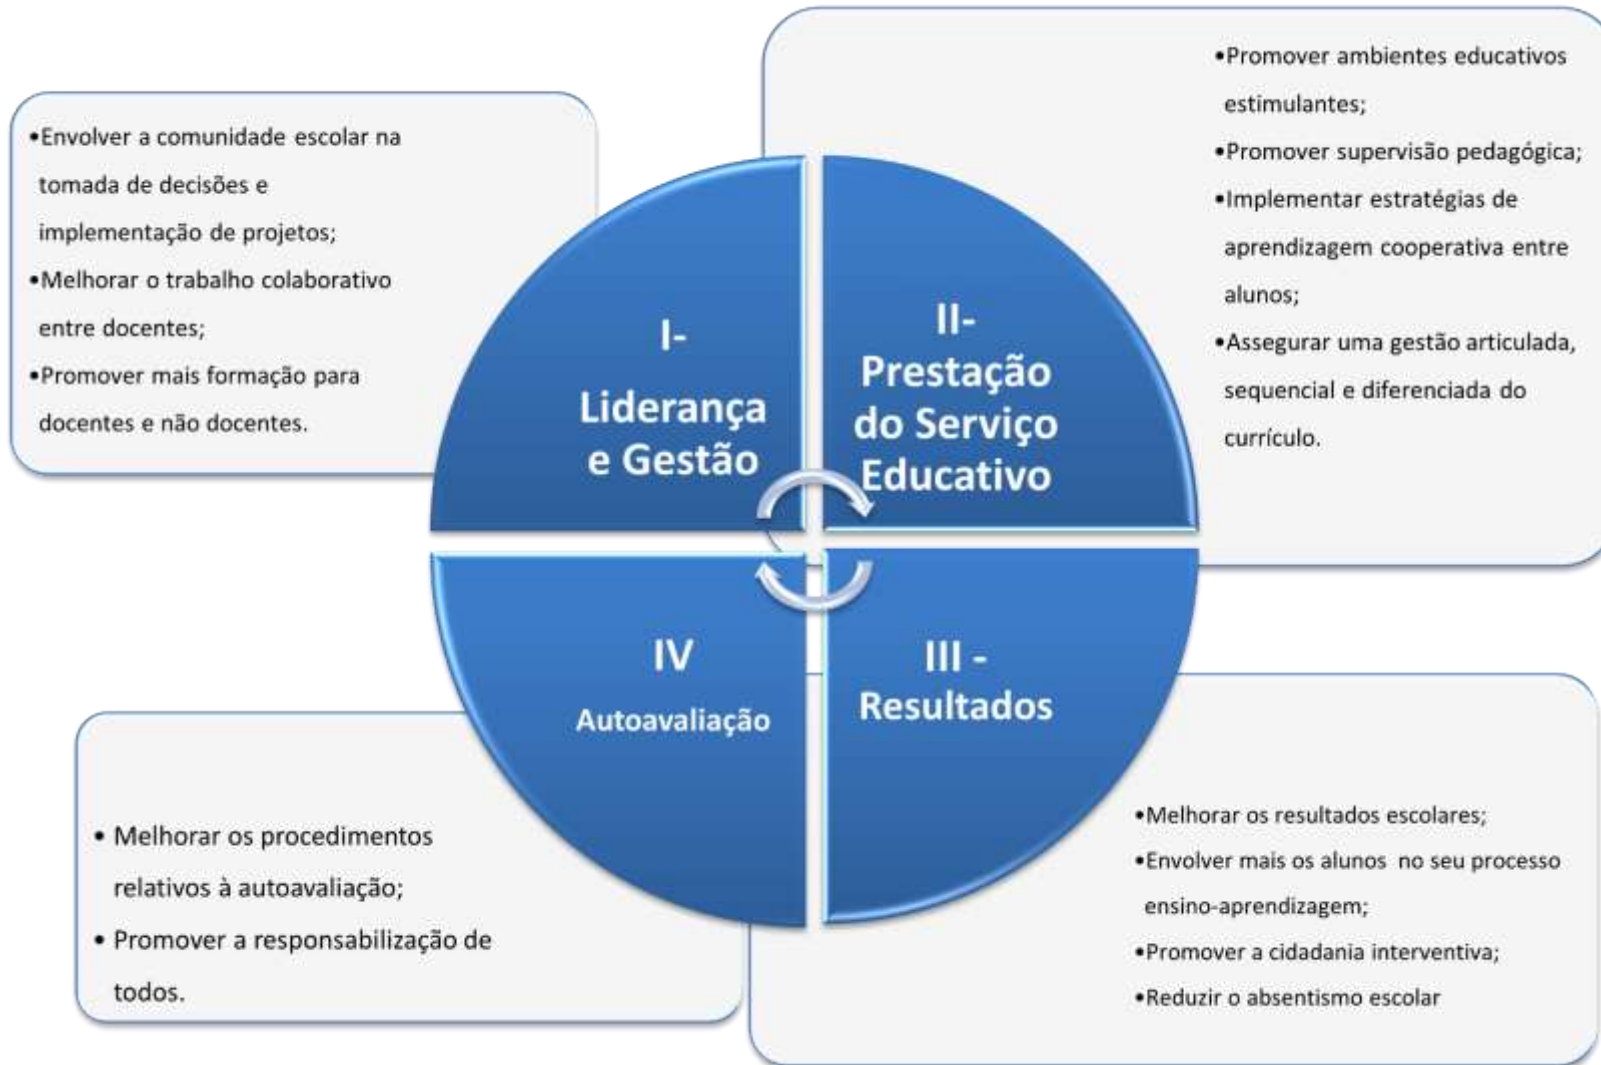 •Envolver a comunidade escolar na
tomada de decisões e
implementação de projetos;
•Melhorar o trabalho colaborativo
entre docentes;
•Promover mais formação para
docentes e não docentes.
I-
Liderança
e Gestão
II-
Prestação
do Serviço
Educativo
•Promover ambientes educativos
estimulantes;
•Promover supervisão pedagógica;
•Implementar estratégias de
aprendizagem cooperativa entre
alunos;
•Assegurar uma gestão articulada,
sequencial e diferenciada do
currículo.
III -
Resultados
•Melhorar os resultados escolares;
•Envolver mais os alunos no seu processo
ensino-aprendizagem;
•Promover a cidadania interventiva;
•Reduzir o absentismo escolar
IV
Autoavaliação
• Melhorar os procedimentos
relativos à autoavaliação;
• Promover a responsabilização de
todos.